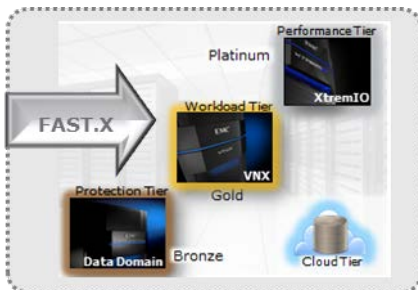 Performance Tier
Platinum
XtremIO
Workload Tier
FAST.X
EMC
VNX
Gold
Protection Tier
Data Domain
Bronze
Cloud Tier